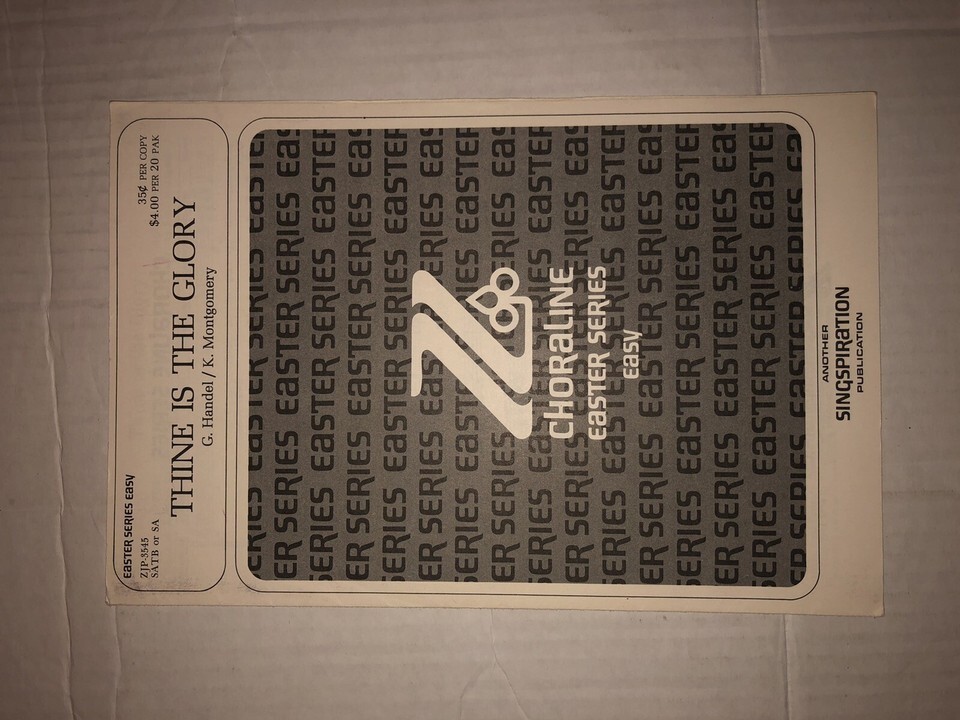 EaSTER SERIES EaSY
ZJP-3545
SATB or SA
35¢ PER COPY
$4.00 PER 20 PAK
THINE IS THE GLORY
G. Handel / K. Montgomery
cHORaLINE
EaSTER SERIES
EaSY
ANOTHER
SINGSPIRaTION
PUBLICATION